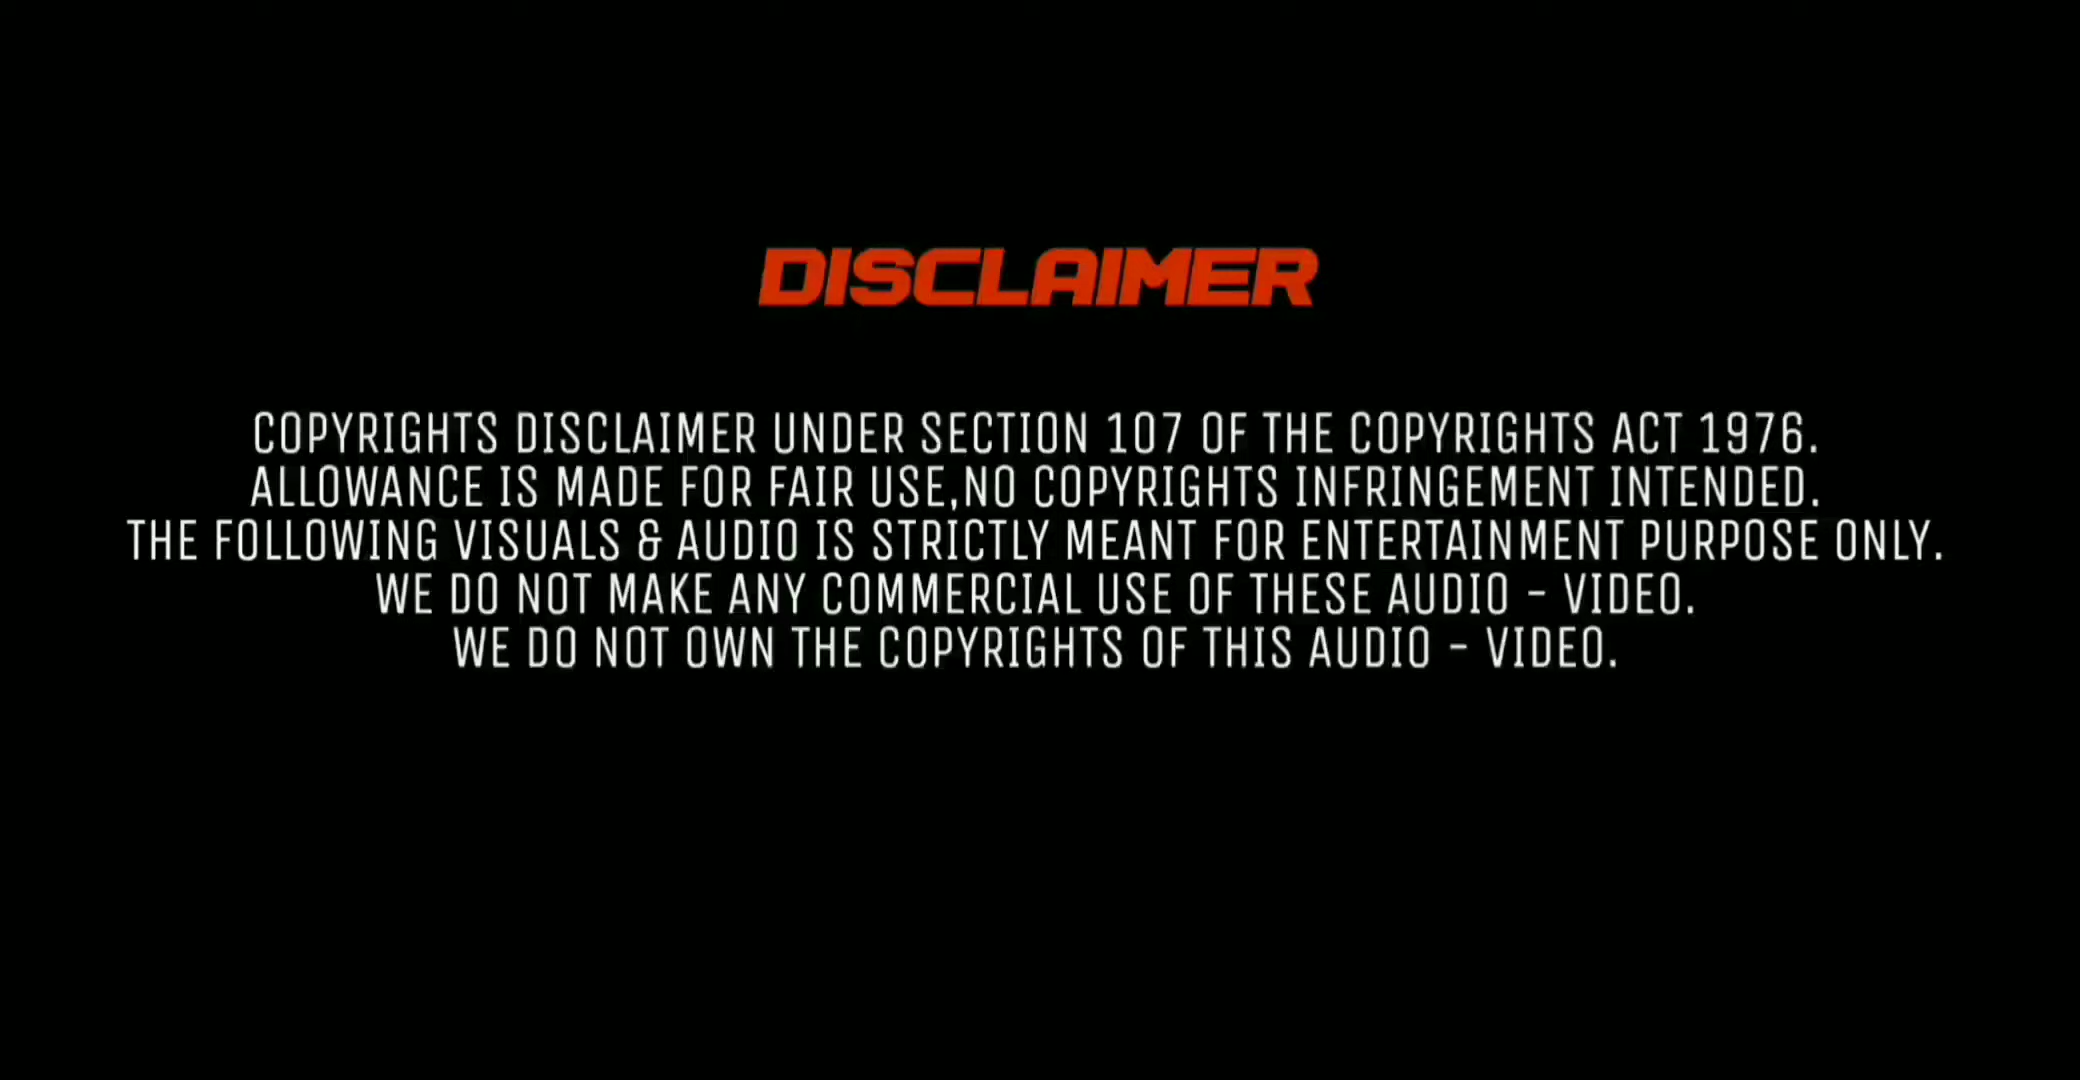 DISCLAIMER
COPYRIGHTS DISCLAIMER UNDER SECTION 107 OF THE COPYRIGHTS ACT 1976.
ALLOWANCE IS MADE FOR FAIR USE,NO COPYRIGHTS INFRINGEMENT INTENDED.
THE FOLLOWING VISUALS & AUDIO IS STRICTLY MEANT FOR ENTERTAINMENT PURPOSE ONLY.
WE DO NOT MAKE ANY COMMERCIAL USE OF THESE AUDIO - VIDEO.
WE DO NOT OWN THE COPYRIGHTS OF THIS AUDIO - VIDEO.